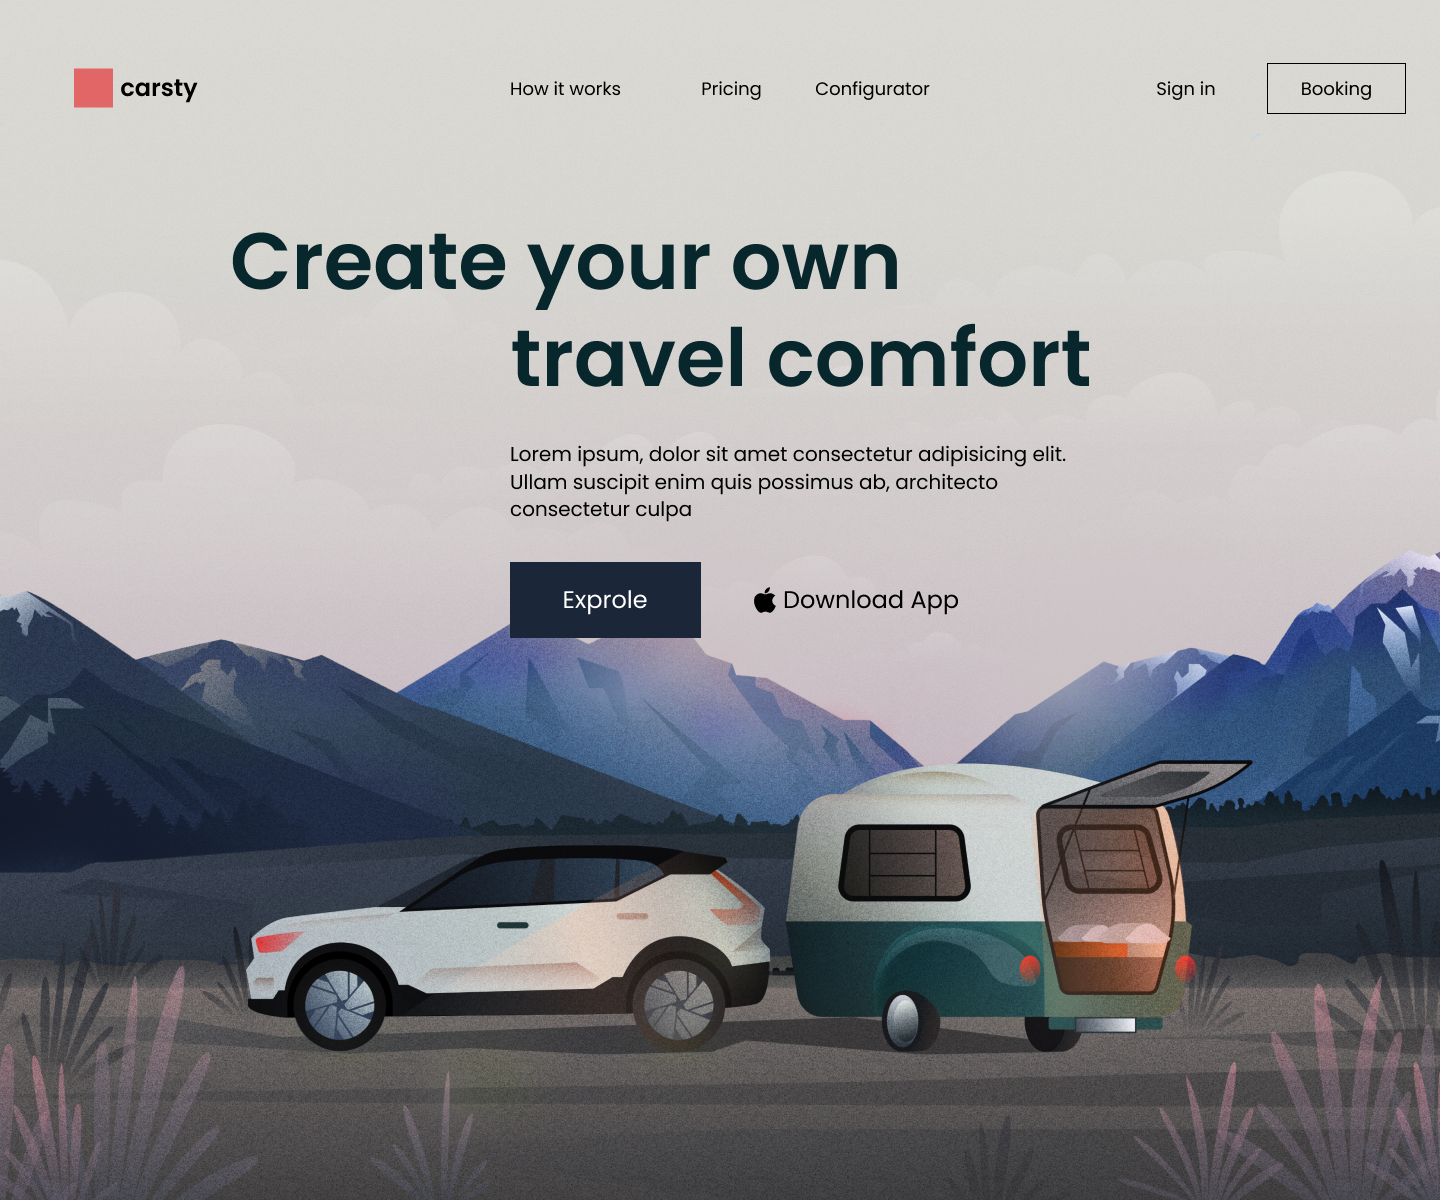 carsty
How it works
Pricing
Configurator
Sign in
Booking
Create your own
travel comfort
Lorem ipsum, dolor sit amet consectetur adipisicing elit.
Ullam suscipit enim quis possimus ab, architecto
consectetur culpa
Exprole
Download App